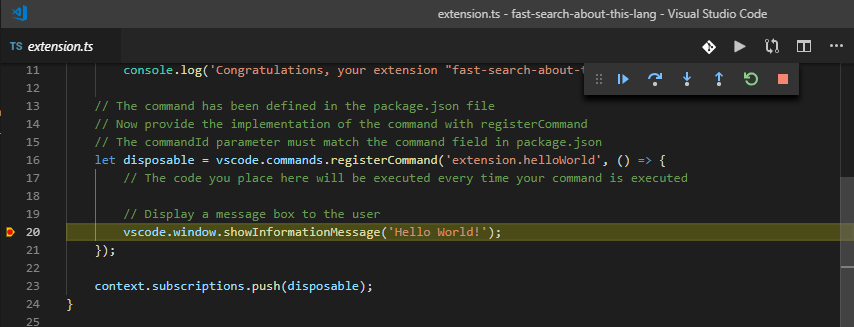 extension.ts - fast-search-about-this-lang - Visual Studio Code
TS extension.ts
11 console.log('Congratulations, your extension "fast-search-about-
12
13 // The command has been defined in the package.json file
14 // Now provide the implementation of the command with registerCommand
15 // The commandId parameter must match the command field in package.json
16 let disposable = vscode.commands.registerCommand('extension.helloWorld', () => {
17 // The code you place here will be executed every time your command is executed
18
19 // Display a message box to the user
20 vscode.window.showInformationMessage('Hello World!');
21 });
22
23 context.subscriptions.push(disposable);
24 }
25